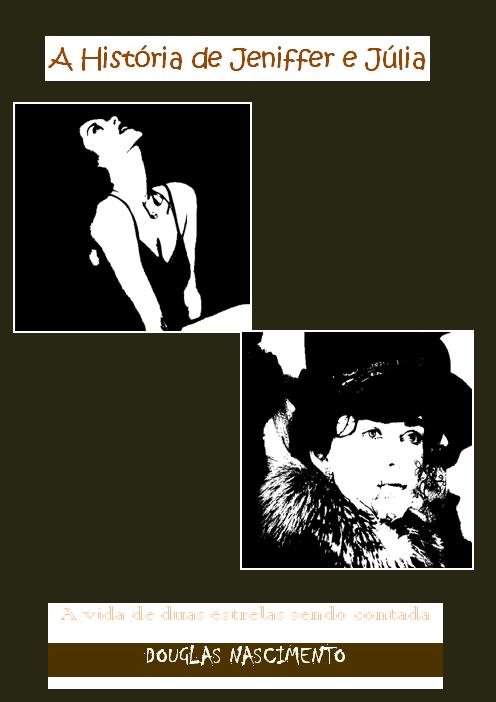 A História de Jeniffer e Júlia
A vida de duas estrelas sendo contada
DOUGLAS NASCIMENTO